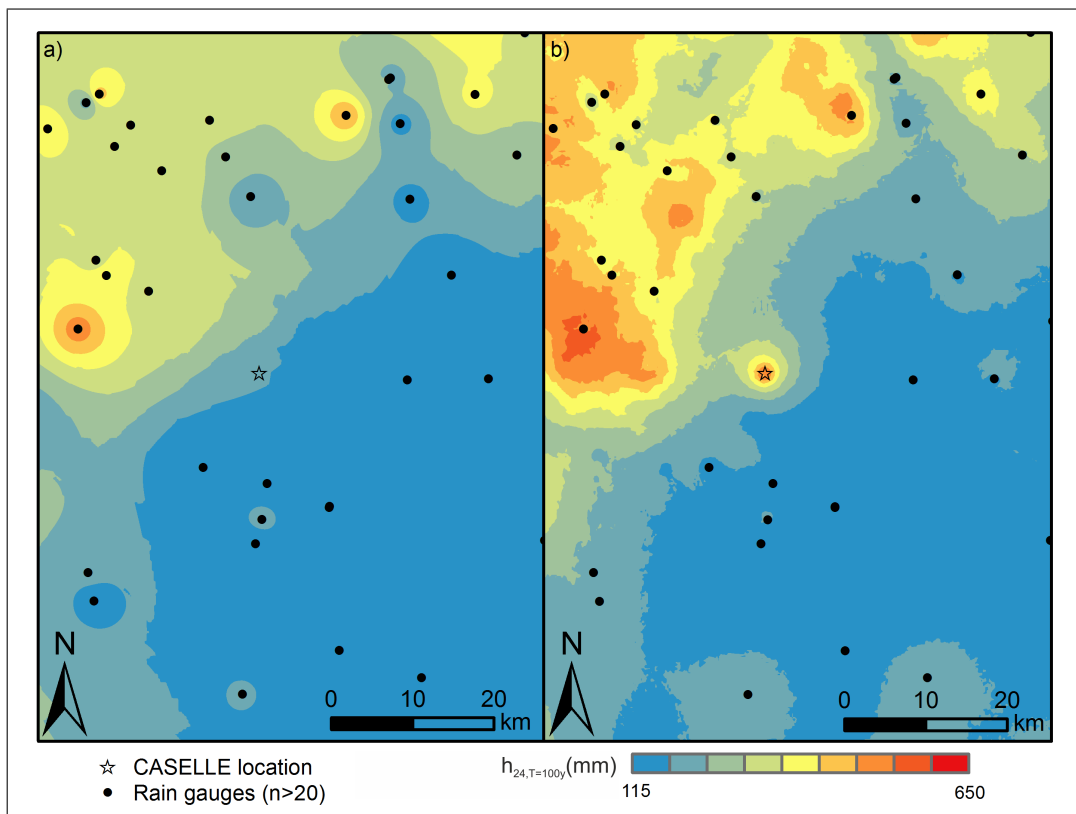 a)
b)
N
0 10 20
km
N
0 10 20
km
CASELLE location
Rain gauges (n>20)
h24,T=100y(mm)
115 650